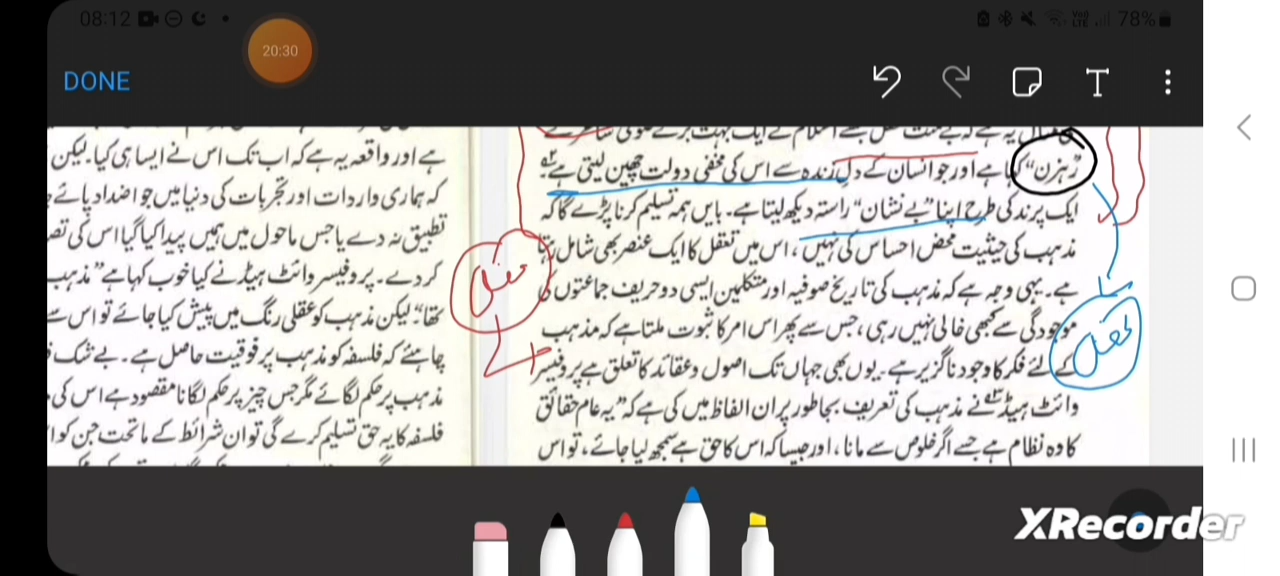 08:12
VoLTE 78%
20:30
DONE
T
”رہزن“ کہا ہے اور جو انسان کے دل زندہ سے اس کی مخفی دولت چھین لیتی ہے
ایک پرند کی طرح اپنا ”بے نشان“ راستہ دیکھ لیتا ہے۔ بایں ہمہ تسلیم کرنا پڑے گا کہ
مذہب کی حیثیت محض احساس کی نہیں، اس میں تعقل کا ایک عنصر بھی شامل رہتا
ہے۔ یہی وجہ ہے کہ مذہب کی تاریخ صوفیہ اور متکلمین ایسی دو حریف جماعتوں کی
موجودگی سے کبھی خالی نہیں رہی، جس سے پھر اس امر کا ثبوت ملتا ہے کہ مذہب
کے لئے فکر کا وجود ناگزیر ہے۔ یوں بھی جہاں تک اصول و عقائد کا تعلق ہے پروفیسر
وائٹ ہیڈ نے مذہب کی تعریف بجا طور پر ان الفاظ میں کی ہے کہ ”یہ عام حقائق
کا وہ نظام ہے جسے اگر خلوص سے مانا، اور جیسا کہ اس کا حق ہے سمجھ لیا جائے، تو اس
ہے اور واقعہ یہ ہے کہ اب تک اس نے ایسا ہی کیا۔ لیکن
کہ ہماری واردات اور تجربات کی دنیا میں جو اضداد پائے
تطبیق نہ دے یا جس ماحول میں ہمیں پیدا کیا گیا اس کی
کر دے۔ پروفیسر وائٹ ہیڈ نے کیا خوب کہا ہے ”مذہب
تھا“ لیکن مذہب کو عقلی رنگ میں پیش کیا جائے تو اس سے
چاہئے کہ فلسفہ کو مذہب پر فوقیت حاصل ہے۔ بے شک
مذہب پر حکم لگائے مگر جس چیز پر حکم لگانا مقصود ہے اس کی
فلسفہ کا یہ حق تسلیم کرے گی تو ان شرائط کے ماتحت جن کو
XRecorder